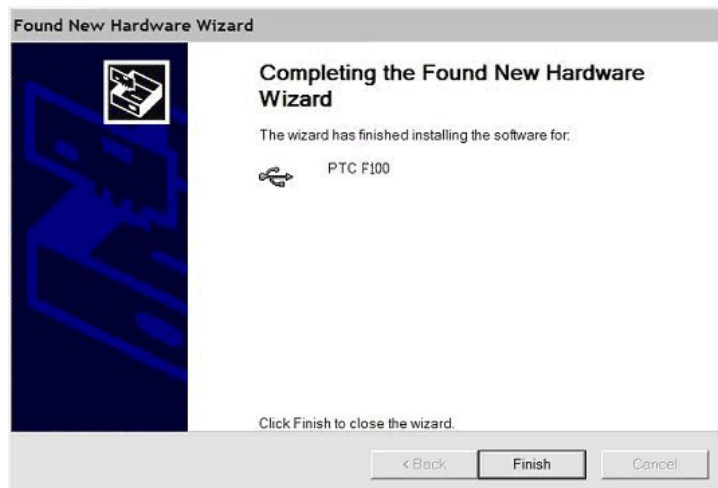 Found New Hardware Wizard
Completing the Found New Hardware
Wizard
The wizard has finished installing the software for:
PTC F100
Click Finish to close the wizard.
< Back
Finish
Cancel